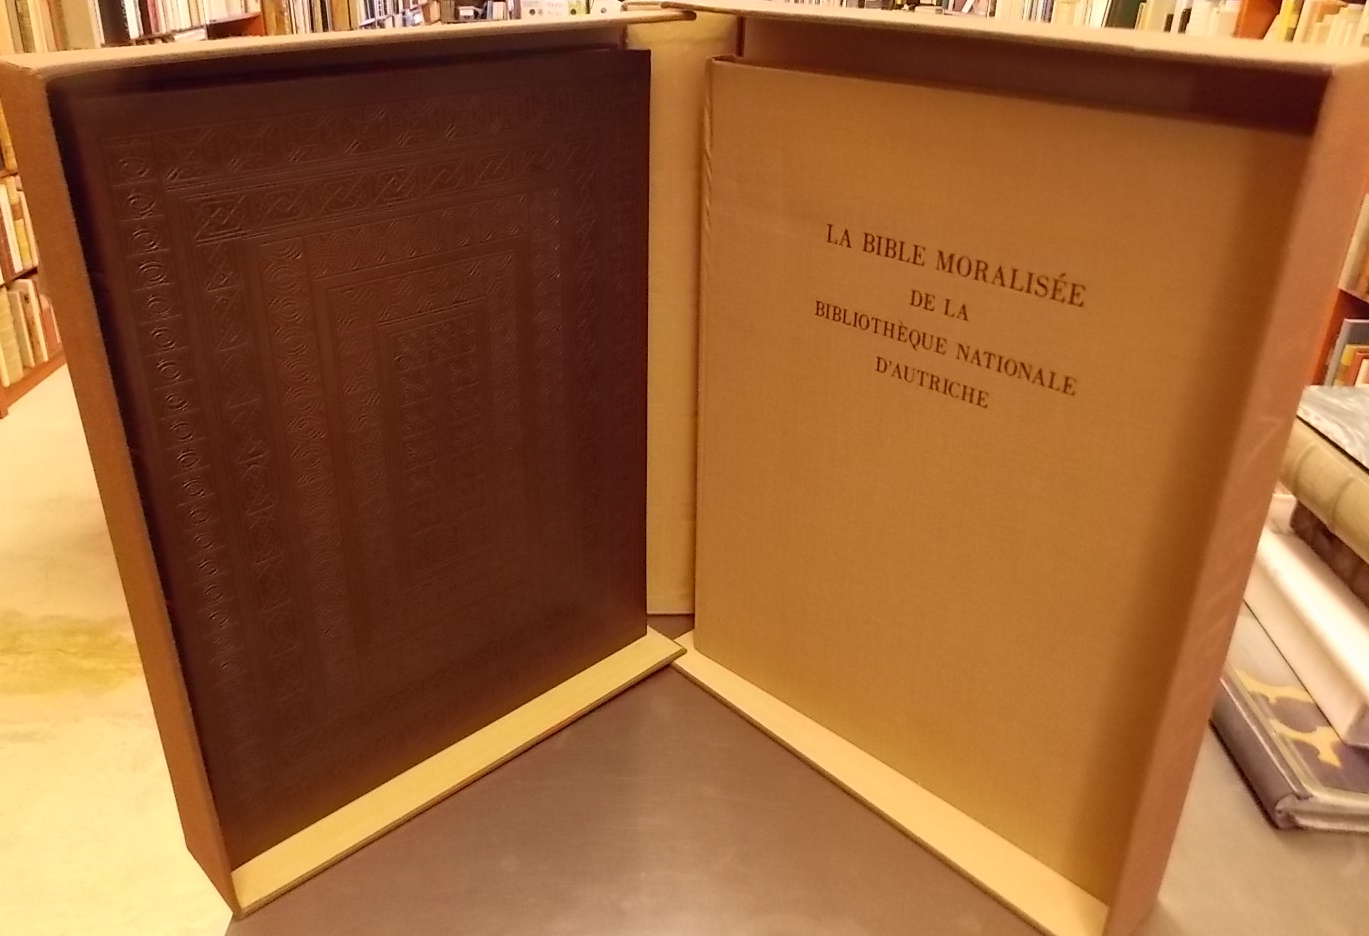 LA BIBLE MORALISÉE
DE LA
BIBLIOTHÈQUE NATIONALE
D'AUTRICHE